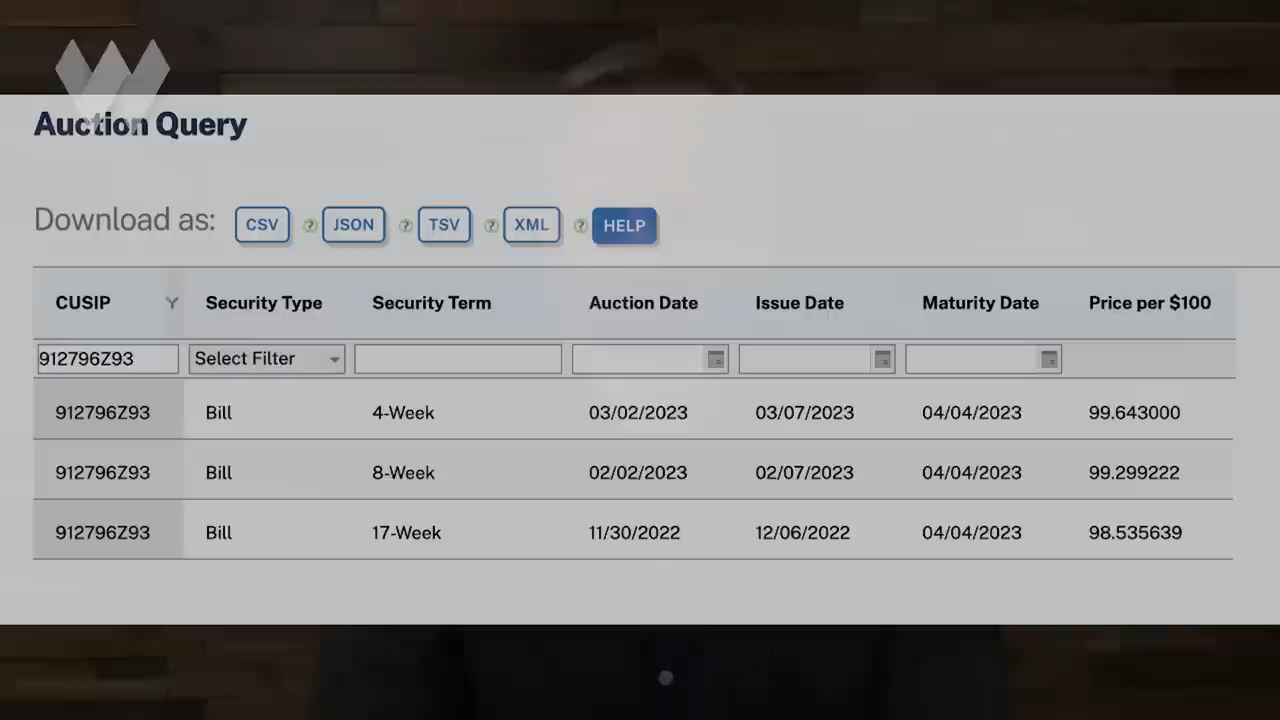 Auction Query
Download as: CSV ? JSON ? TSV ? XML ? HELP
CUSIP Security Type Security Term Auction Date Issue Date Maturity Date Price per $100
912796Z93 Select Filter
912796Z93 Bill 4-Week 03/02/2023 03/07/2023 04/04/2023 99.643000
912796Z93 Bill 8-Week 02/02/2023 02/07/2023 04/04/2023 99.299222
912796Z93 Bill 17-Week 11/30/2022 12/06/2022 04/04/2023 98.535639